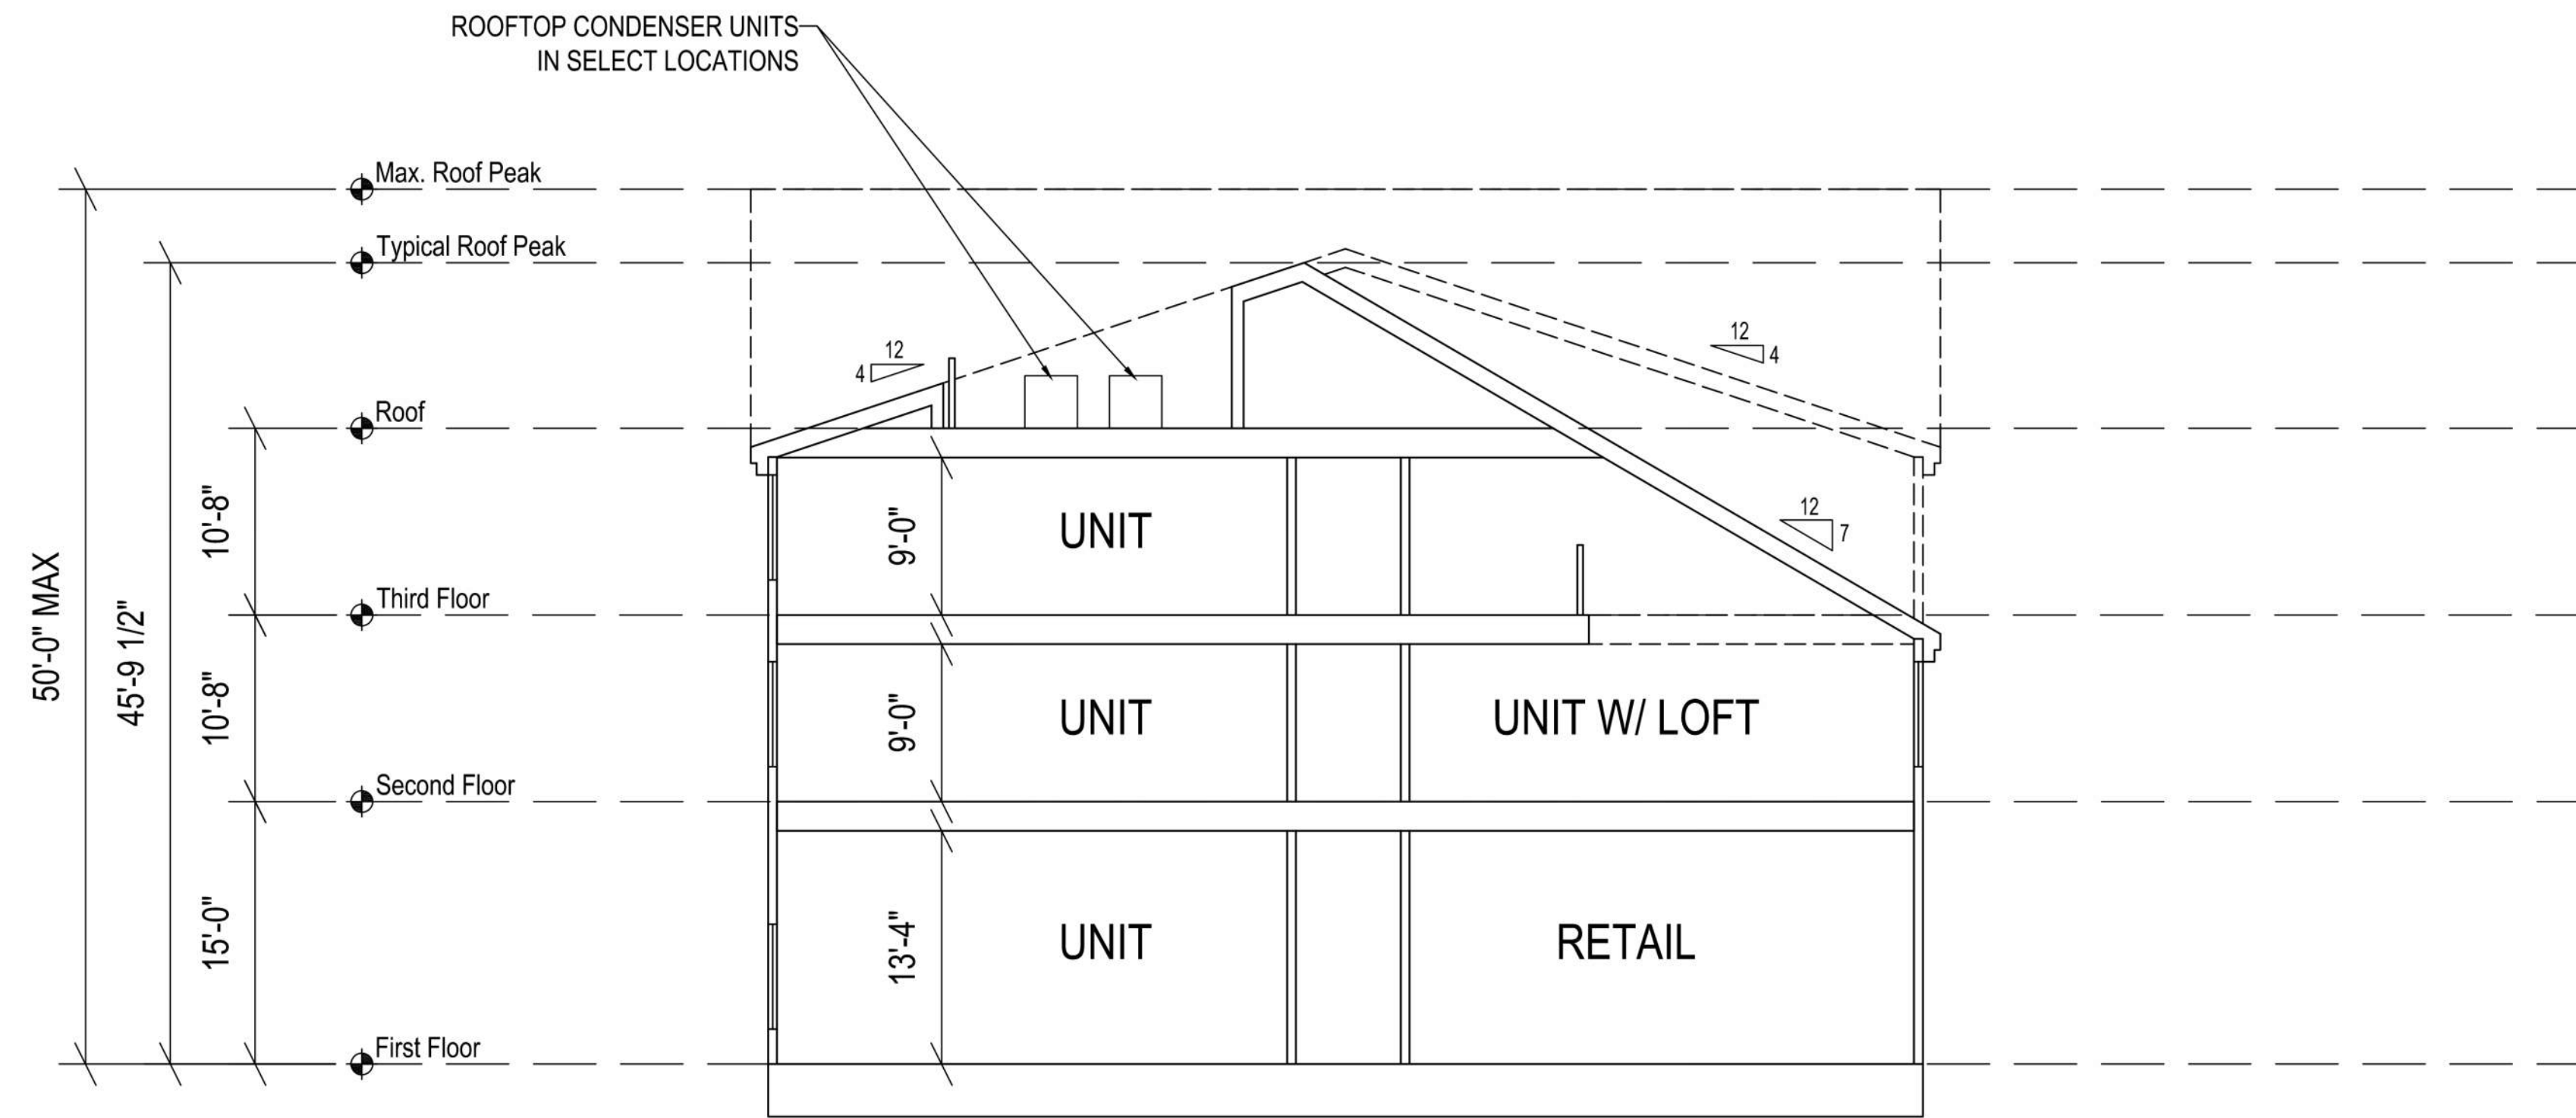 ROOFTOP CONDENSER UNITS
IN SELECT LOCATIONS
Max. Roof Peak
Typical Roof Peak
12
4
12
4
Roof
10'-8"
9'-0"
UNIT
12
7
50'-0" MAX
45'-9 1/2"
Third Floor
10'-8"
9'-0"
UNIT
UNIT W/ LOFT
Second Floor
15'-0"
13'-4"
UNIT
RETAIL
First Floor